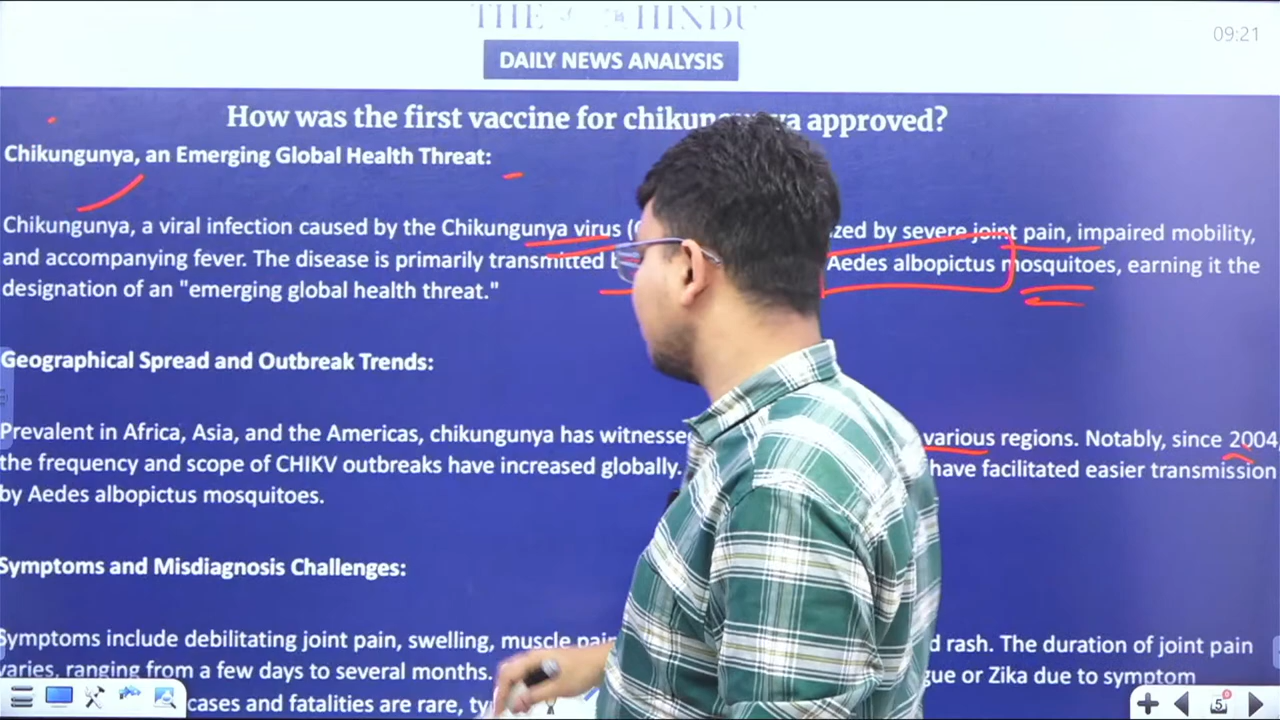 THE HINDU
09:21
DAILY NEWS ANALYSIS
How was the first vaccine for chikungunya approved?
Chikungunya, an Emerging Global Health Threat:
Chikungunya, a viral infection caused by the Chikungunya virus ( by severe joint pain, impaired mobility,
and accompanying fever. The disease is primarily transmitted Aedes albopictus mosquitoes, earning it the
designation of an "emerging global health threat."
Geographical Spread and Outbreak Trends:
Prevalent in Africa, Asia, and the Americas, chikungunya has various regions. Notably, since 2004,
the frequency and scope of CHIKV outbreaks have increased globally. have facilitated easier transmission
by Aedes albopictus mosquitoes.
Symptoms and Misdiagnosis Challenges:
Symptoms include debilitating joint pain, swelling, muscle rash. The duration of joint pain
varies, ranging from a few days to several months. or Zika due to symptom
cases and fatalities are rare,
5